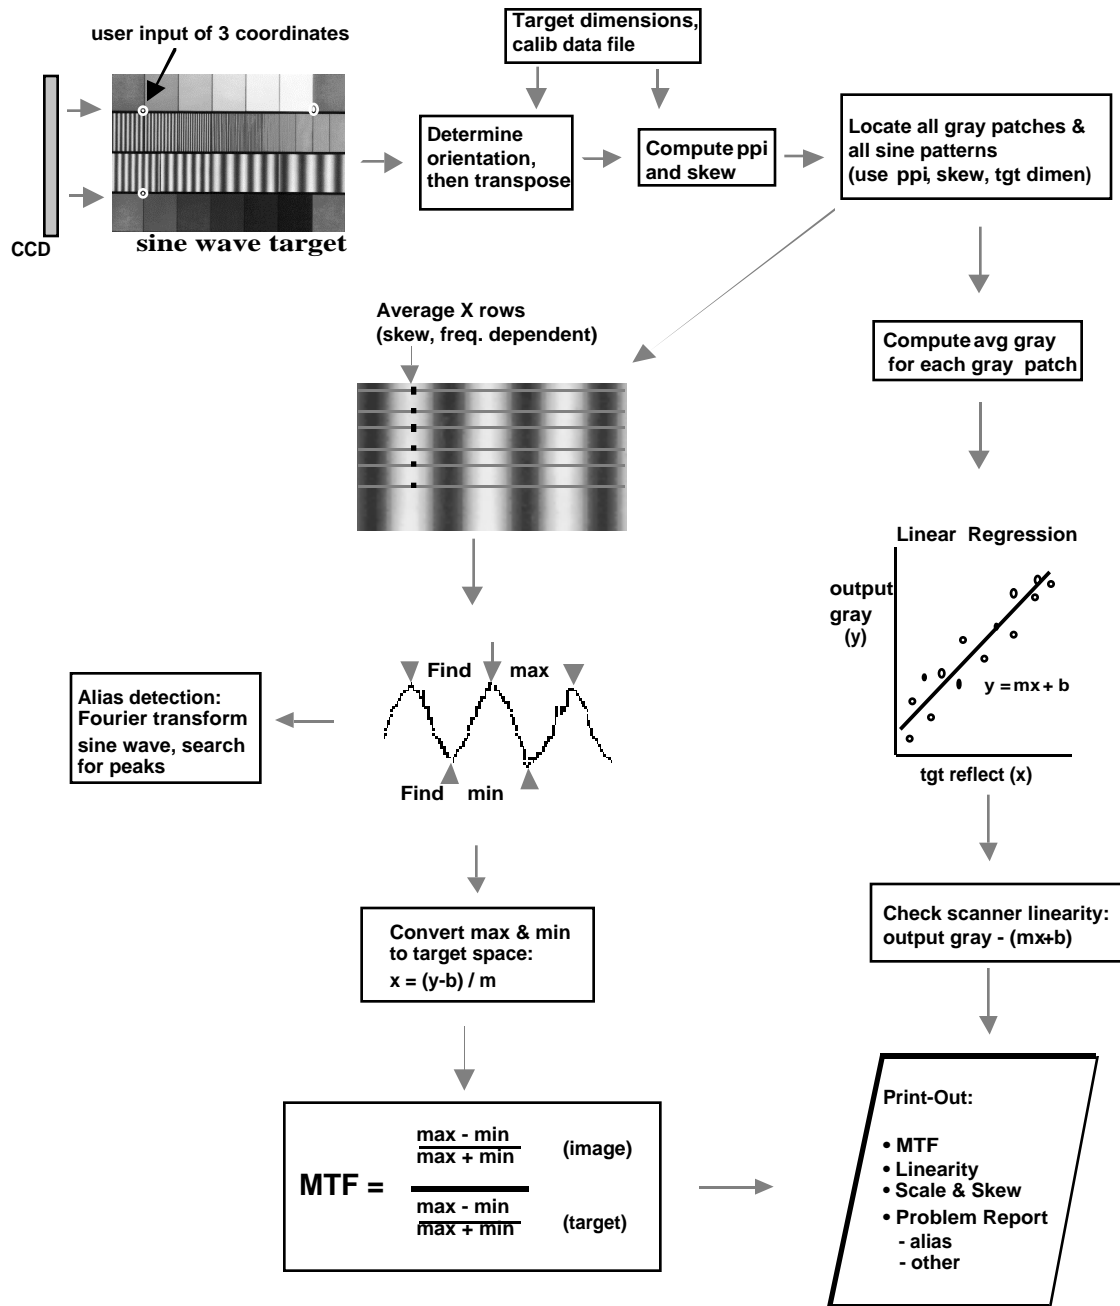 user input of 3 coordinates
CCD
sine wave target
Target dimensions,
calib data file
Determine
orientation,
then transpose
Compute ppi
and skew
Locate all gray patches &
all sine patterns
(use ppi, skew, tgt dimen)
Average X rows
(skew, freq. dependent)
Compute avg gray
for each gray patch
Linear Regression
output
gray
(y)
y = mx + b
tgt reflect (x)
Find max
Find min
Alias detection:
Fourier transform
sine wave, search
for peaks
Convert max & min
to target space:
x = (y-b) / m
Check scanner linearity:
output gray - (mx+b)
MTF =
max - min
max + min
(image)
max - min
max + min
(target)
Print-Out:
• MTF
• Linearity
• Scale & Skew
• Problem Report
- alias
- other